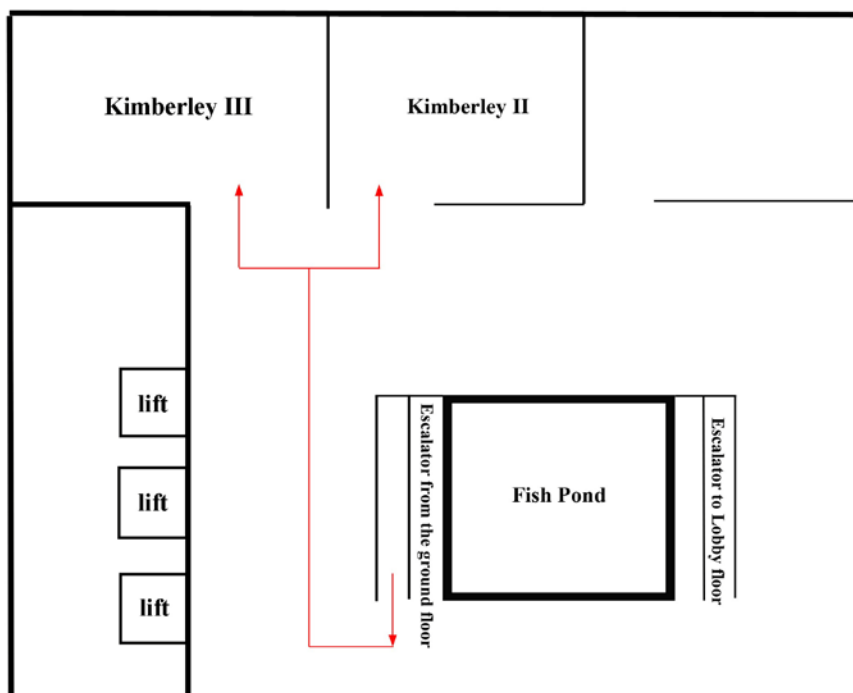 Kimberley III
Kimberley II
lift
lift
lift
Escalator from the ground floor
Fish Pond
Escalator to Lobby floor